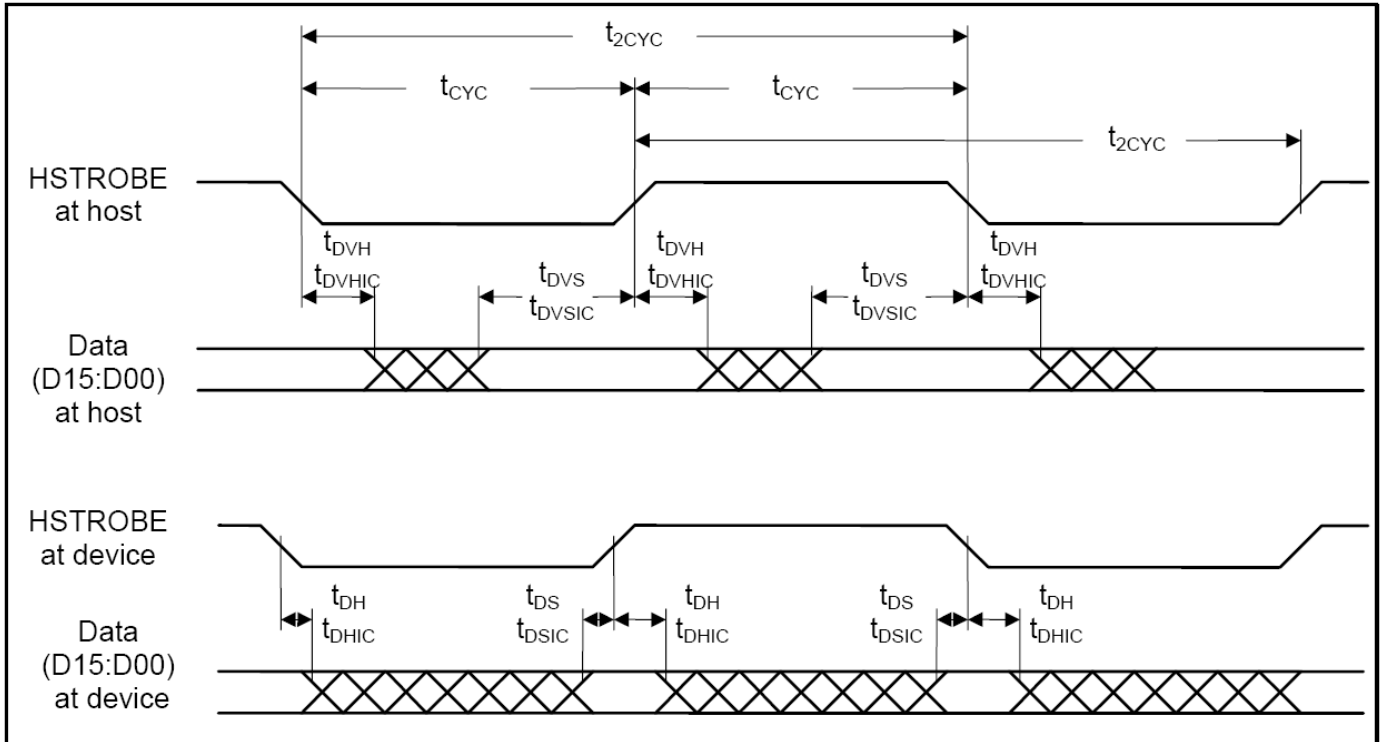 t2CYC
tCYC tCYC
t2CYC
HSTROBE
at host
tDVH tDVH tDVH
tDVHIC tDVS tDVHIC tDVS tDVHIC
tDVSIC tDVSIC
Data
(D15:D00)
at host
HSTROBE
at device
tDH tDS tDH tDS tDH
tDHIC tDSIC tDHIC tDSIC tDHIC
Data
(D15:D00)
at device